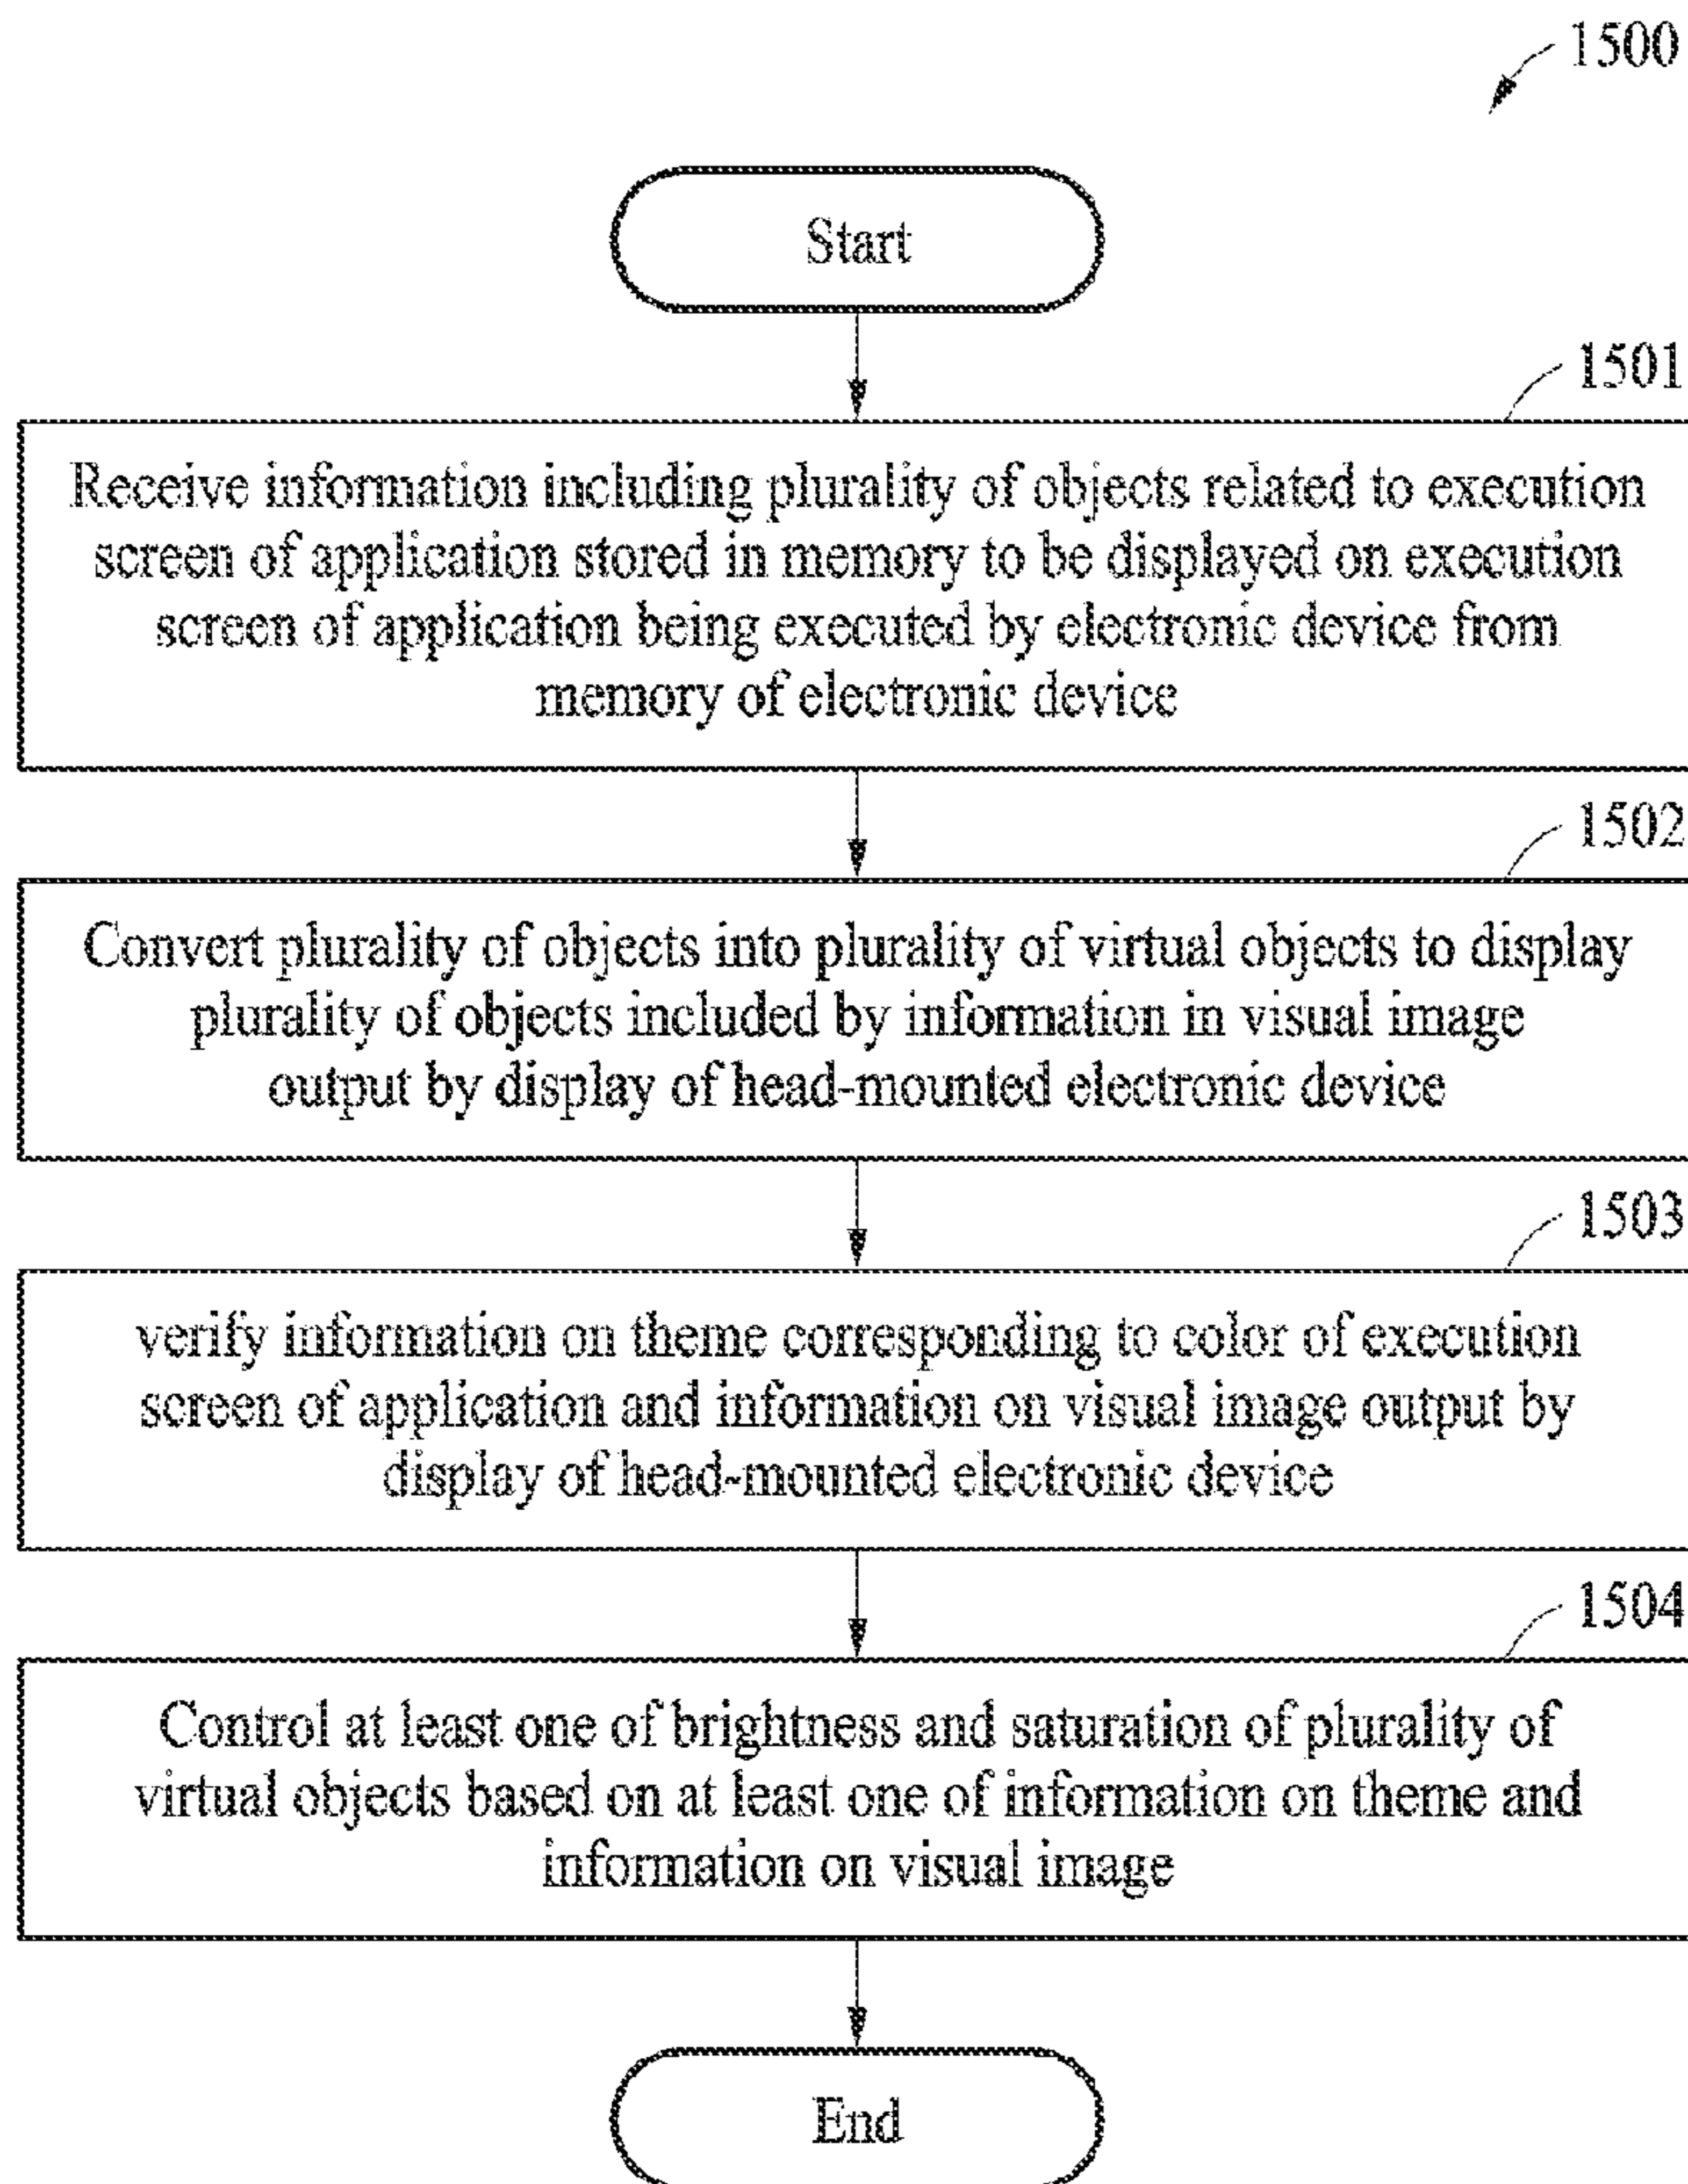 1500
Start
1501
Receive information including plurality of objects related to execution
screen of application stored in memory to be displayed on execution
screen of application being executed by electronic device from
memory of electronic device
1502
Convert plurality of objects into plurality of virtual objects to display
plurality of objects included by information in visual image
output by display of head-mounted electronic device
1503
verify information on theme corresponding to color of execution
screen of application and information on visual image output by
display of head-mounted electronic device
1504
Control at least one of brightness and saturation of plurality of
virtual objects based on at least one of information on theme and
information on visual image
End